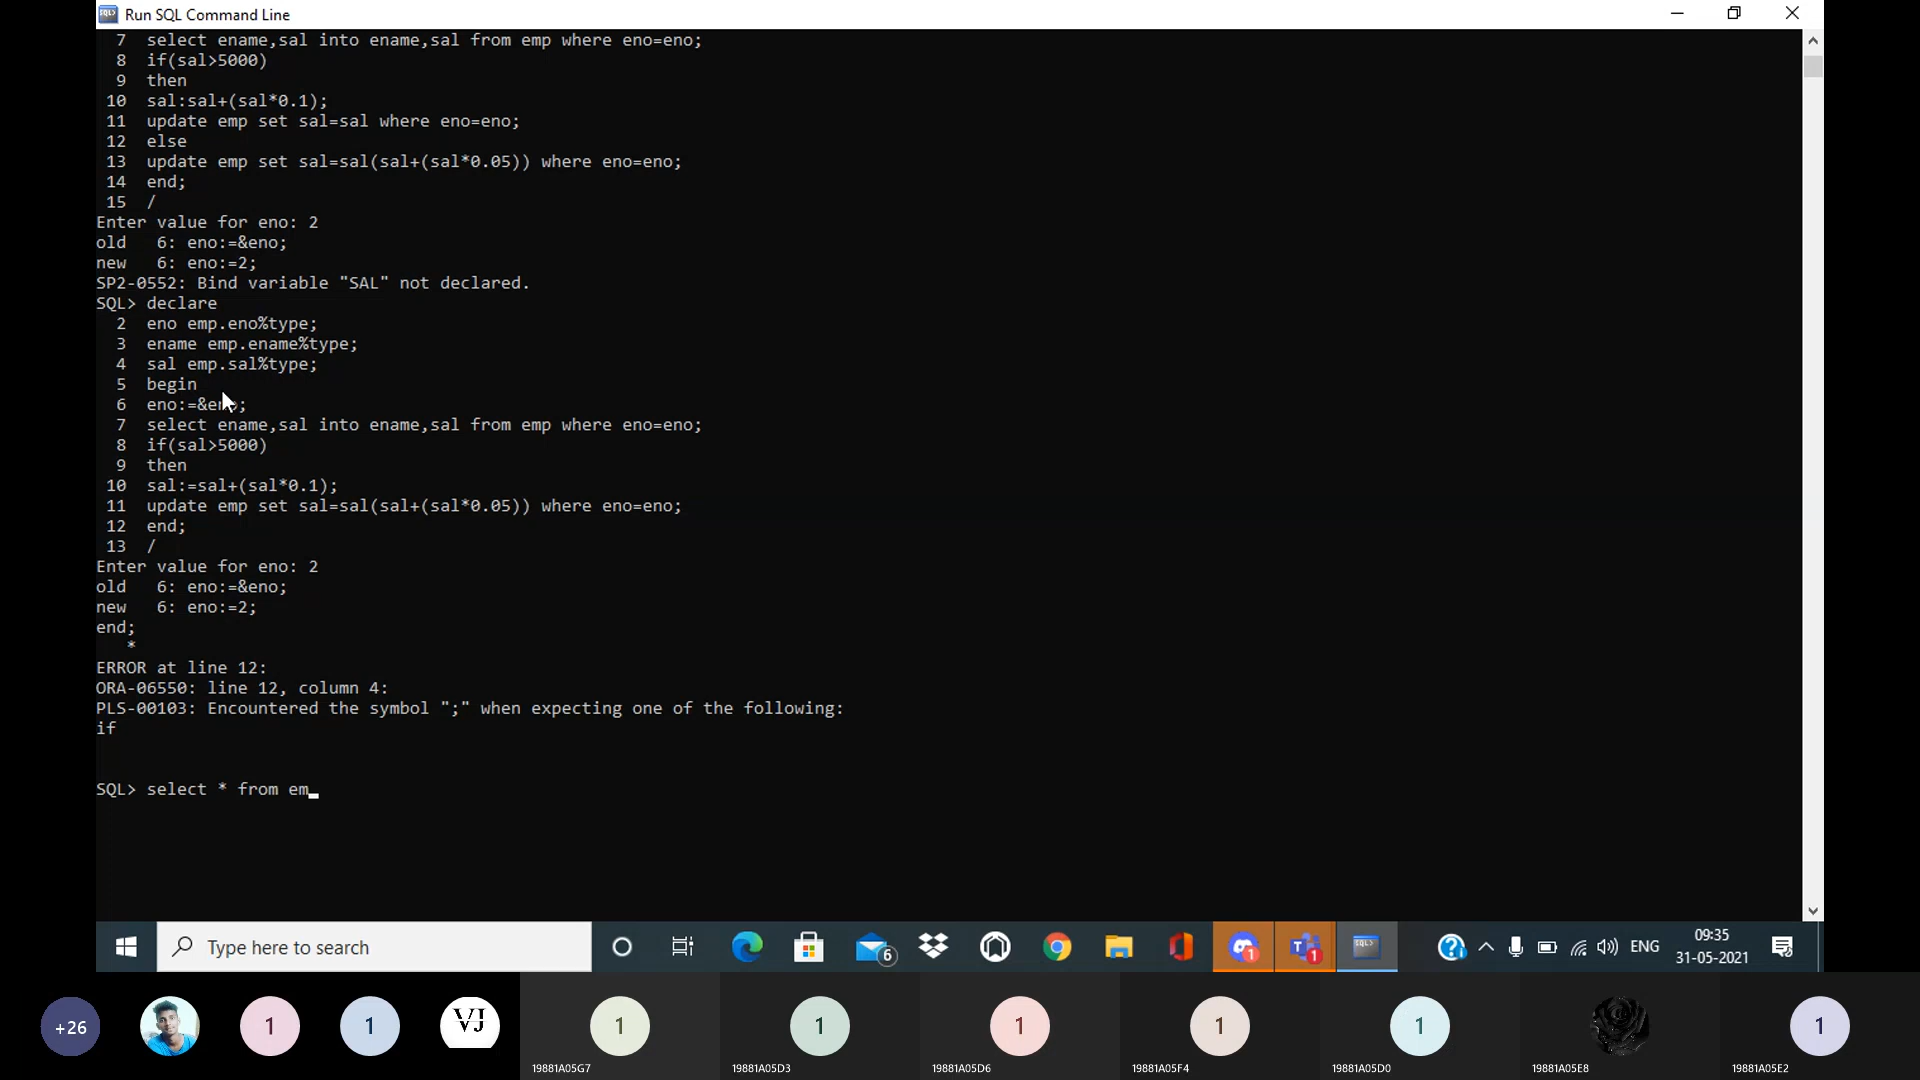 Run SQL Command Line
7 select ename,sal into ename,sal from emp where eno=eno;
8 if(sal>5000)
9 then
10 sal:sal+(sal*0.1);
11 update emp set sal=sal where eno=eno;
12 else
13 update emp set sal=sal(sal+(sal*0.05)) where eno=eno;
14 end;
15 /
Enter value for eno: 2
old 6: eno:=&eno;
new 6: eno:=2;
SP2-0552: Bind variable "SAL" not declared.
SQL> declare
2 eno emp.eno%type;
3 ename emp.ename%type;
4 sal emp.sal%type;
5 begin
6 eno:=&eno;
7 select ename,sal into ename,sal from emp where eno=eno;
8 if(sal>5000)
9 then
10 sal:=sal+(sal*0.1);
11 update emp set sal=sal(sal+(sal*0.05)) where eno=eno;
12 end;
13 /
Enter value for eno: 2
old 6: eno:=&eno;
new 6: eno:=2;
end;
*
ERROR at line 12:
ORA-06550: line 12, column 4:
PLS-00103: Encountered the symbol ";" when expecting one of the following:
if
SQL> select * from em_
Type here to search
6
1
1
SQL>
ENG
09:35
31-05-2021
+26
1
1
VJ
1
1
1
1
1
1
19881A05G7
19881A05D3
19881A05D6
19881A05F4
19881A05D0
19881A05E8
19881A05E2